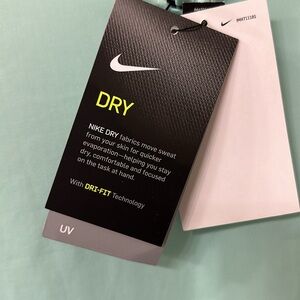 DRY
NIKE DRY fabrics move sweat
from your skin for quicker
evaporation—helping you stay
dry, comfortable and focused
on the task at hand.
With DRI-FIT Technology
UV